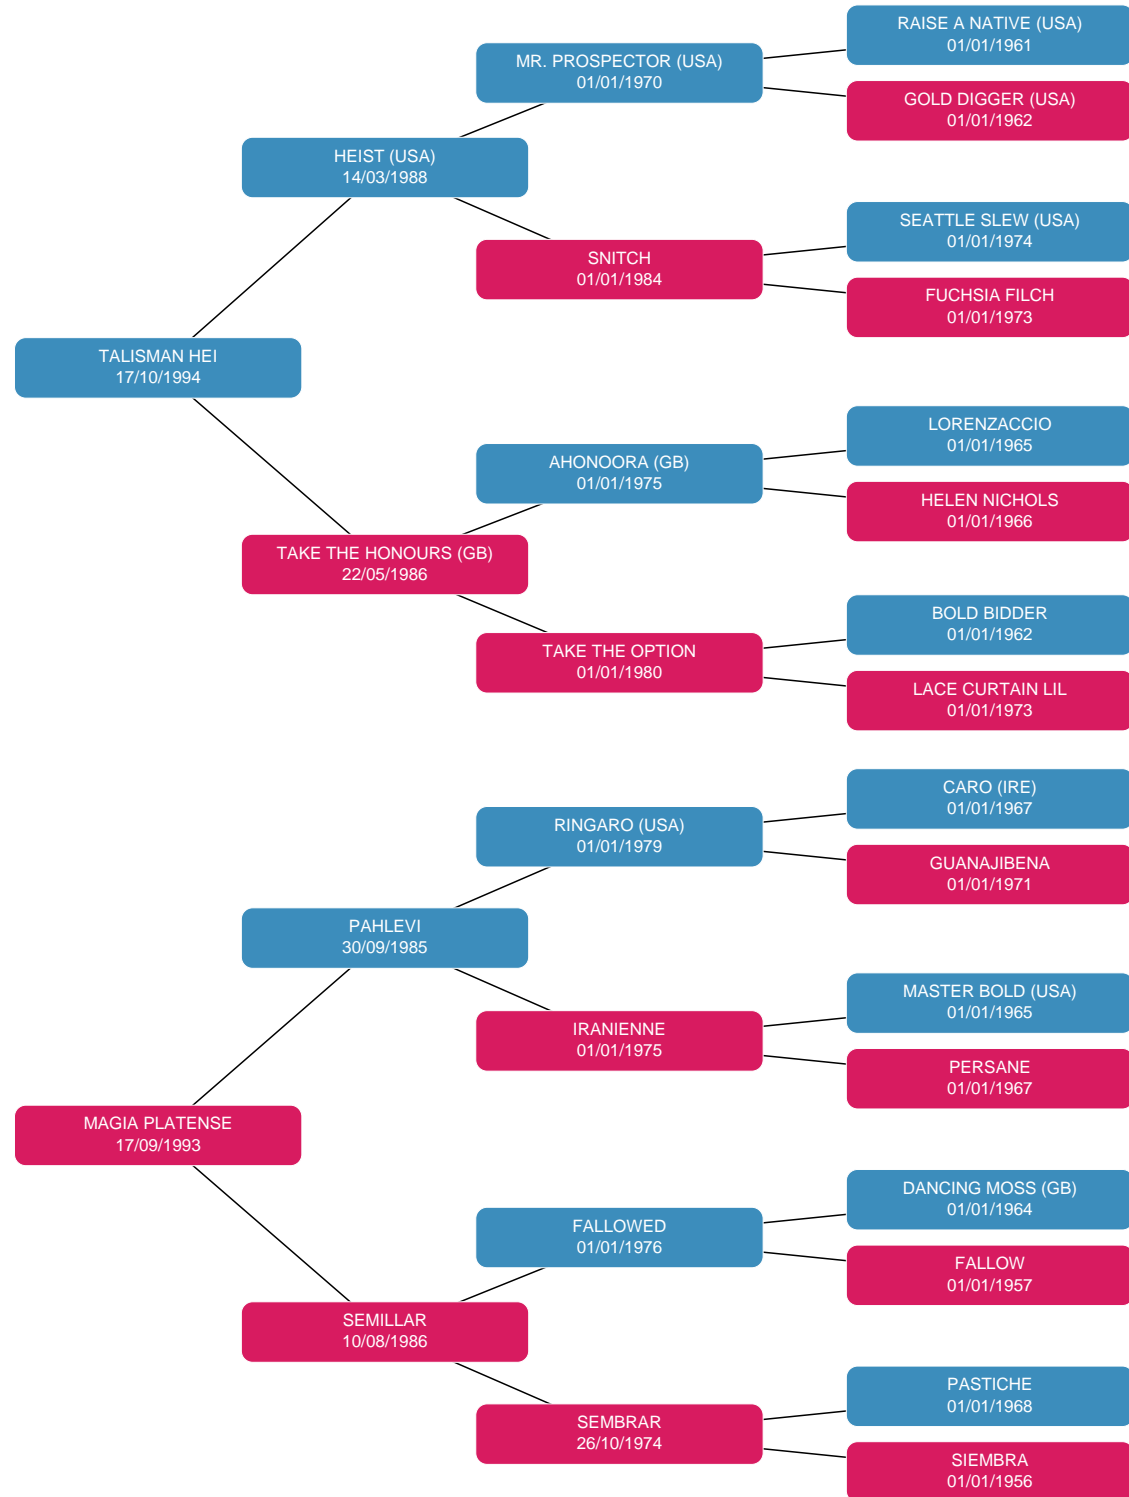 RAISE A NATIVE (USA)
01/01/1961
MR. PROSPECTOR (USA)
01/01/1970
GOLD DIGGER (USA)
01/01/1962
HEIST (USA)
14/03/1988
SEATTLE SLEW (USA)
01/01/1974
SNITCH
01/01/1984
FUCHSIA FILCH
01/01/1973
TALISMAN HEI
17/10/1994
LORENZACCIO
01/01/1965
AHONOORA (GB)
01/01/1975
HELEN NICHOLS
01/01/1966
TAKE THE HONOURS (GB)
22/05/1986
BOLD BIDDER
01/01/1962
TAKE THE OPTION
01/01/1980
LACE CURTAIN LIL
01/01/1973
CARO (IRE)
01/01/1967
RINGARO (USA)
01/01/1979
GUANAJIBENA
01/01/1971
PAHLEVI
30/09/1985
MASTER BOLD (USA)
01/01/1965
IRANIENNE
01/01/1975
PERSANE
01/01/1967
MAGIA PLATENSE
17/09/1993
DANCING MOSS (GB)
01/01/1964
FALLOWED
01/01/1976
FALLOW
01/01/1957
SEMILLAR
10/08/1986
PASTICHE
01/01/1968
SEMBRAR
26/10/1974
SIEMBRA
01/01/1956